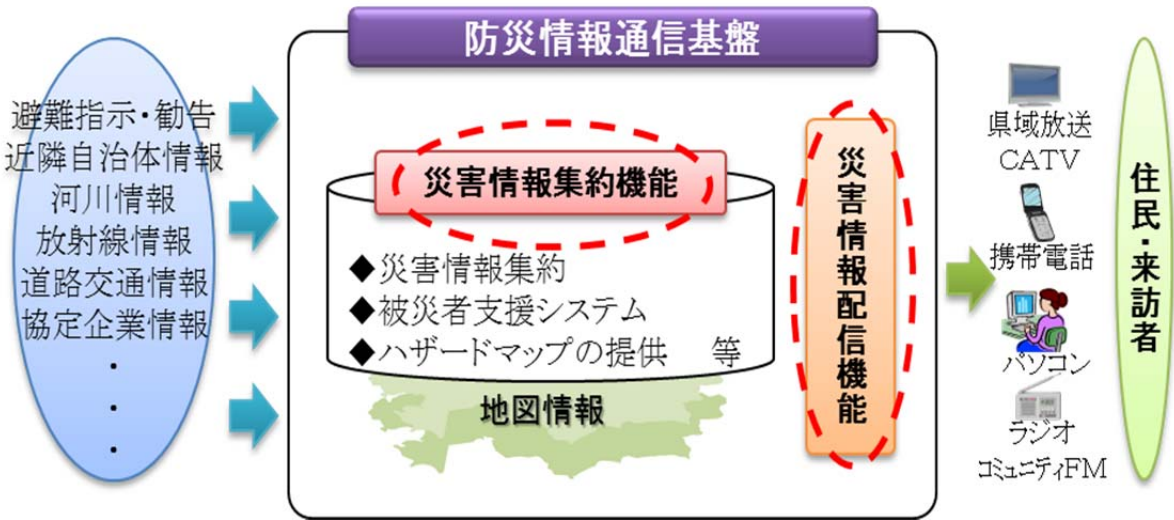 防災情報通信基盤
避難指示・勧告
近隣自治体情報
河川情報
放射線情報
道路交通情報
協定企業情報
・
・
・
災害情報集約機能
◆災害情報集約
◆被災者支援システム
◆ハザードマップの提供 等
地図情報
災害情報配信機能
県域放送
CATV
携帯電話
パソコン
ラジオ
コミュニティFM
住民・来訪者